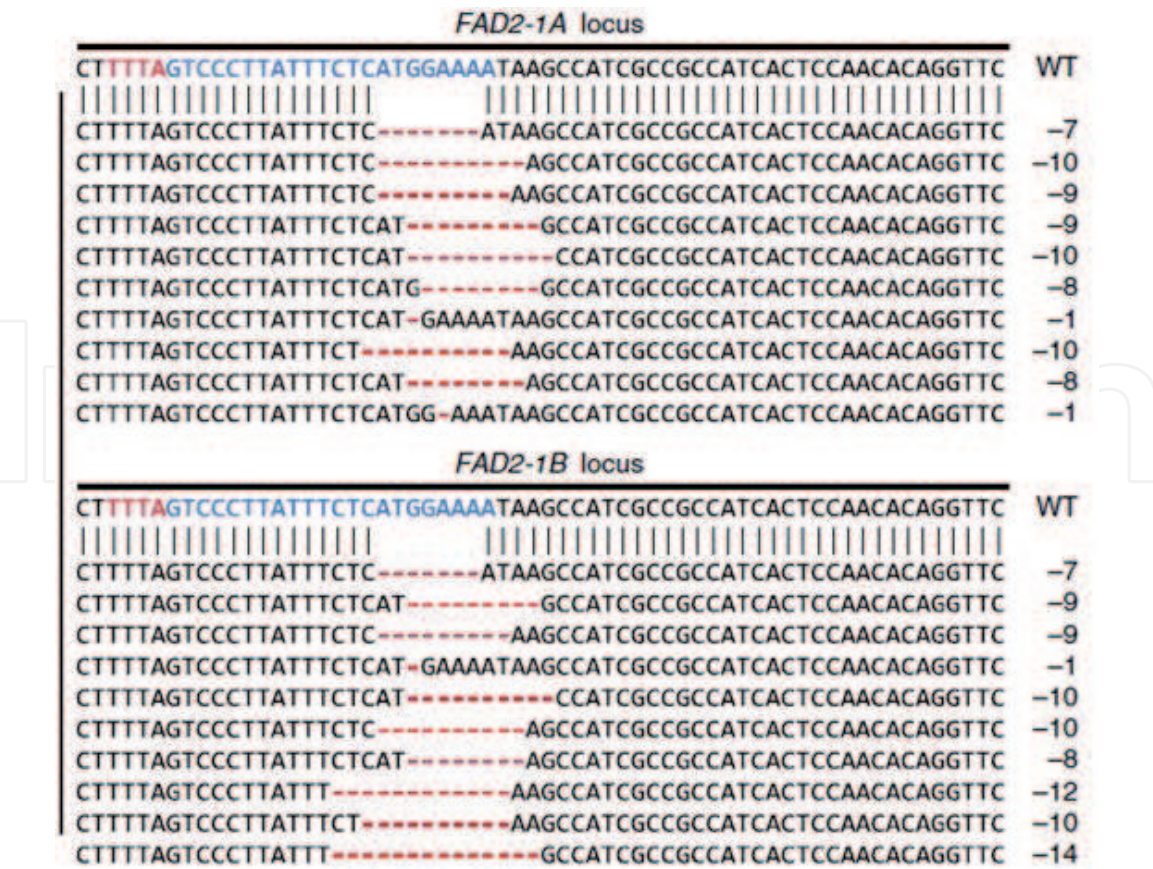 FAD2-1A locus
CTTTTAGTCCCTTATTTCTCATGGAAAATAAGCCATCGCCGCCATCACTCCAACACAGGTTC WT
CTTTTAGTCCCTTATTTCTC-------ATAAGCCATCGCCGCCATCACTCCAACACAGGTTC –7
CTTTTAGTCCCTTATTTCTC----------AGCCATCGCCGCCATCACTCCAACACAGGTTC –10
CTTTTAGTCCCTTATTTCTC---------AAGCCATCGCCGCCATCACTCCAACACAGGTTC –9
CTTTTAGTCCCTTATTTCTCAT---------GCCATCGCCGCCATCACTCCAACACAGGTTC –9
CTTTTAGTCCCTTATTTCTCAT----------CCATCGCCGCCATCACTCCAACACAGGTTC –10
CTTTTAGTCCCTTATTTCTCATG--------GCCATCGCCGCCATCACTCCAACACAGGTTC –8
CTTTTAGTCCCTTATTTCTCAT-GAAAATAAGCCATCGCCGCCATCACTCCAACACAGGTTC –1
CTTTTAGTCCCTTATTTCT----------AAGCCATCGCCGCCATCACTCCAACACAGGTTC –10
CTTTTAGTCCCTTATTTCTCAT--------AGCCATCGCCGCCATCACTCCAACACAGGTTC –8
CTTTTAGTCCCTTATTTCTCATGG-AAATAAGCCATCGCCGCCATCACTCCAACACAGGTTC –1
FAD2-1B locus
CTTTTAGTCCCTTATTTCTCATGGAAAATAAGCCATCGCCGCCATCACTCCAACACAGGTTC WT
CTTTTAGTCCCTTATTTCTC-------ATAAGCCATCGCCGCCATCACTCCAACACAGGTTC –7
CTTTTAGTCCCTTATTTCTCAT---------GCCATCGCCGCCATCACTCCAACACAGGTTC –9
CTTTTAGTCCCTTATTTCTC---------AAGCCATCGCCGCCATCACTCCAACACAGGTTC –9
CTTTTAGTCCCTTATTTCTCAT-GAAAATAAGCCATCGCCGCCATCACTCCAACACAGGTTC –1
CTTTTAGTCCCTTATTTCTCAT----------CCATCGCCGCCATCACTCCAACACAGGTTC –10
CTTTTAGTCCCTTATTTCTC----------AGCCATCGCCGCCATCACTCCAACACAGGTTC –10
CTTTTAGTCCCTTATTTCTCAT--------AGCCATCGCCGCCATCACTCCAACACAGGTTC –8
CTTTTAGTCCCTTATTT------------AAGCCATCGCCGCCATCACTCCAACACAGGTTC –12
CTTTTAGTCCCTTATTTCT----------AAGCCATCGCCGCCATCACTCCAACACAGGTTC –10
CTTTTAGTCCCTTATTT--------------GCCATCGCCGCCATCACTCCAACACAGGTTC –14